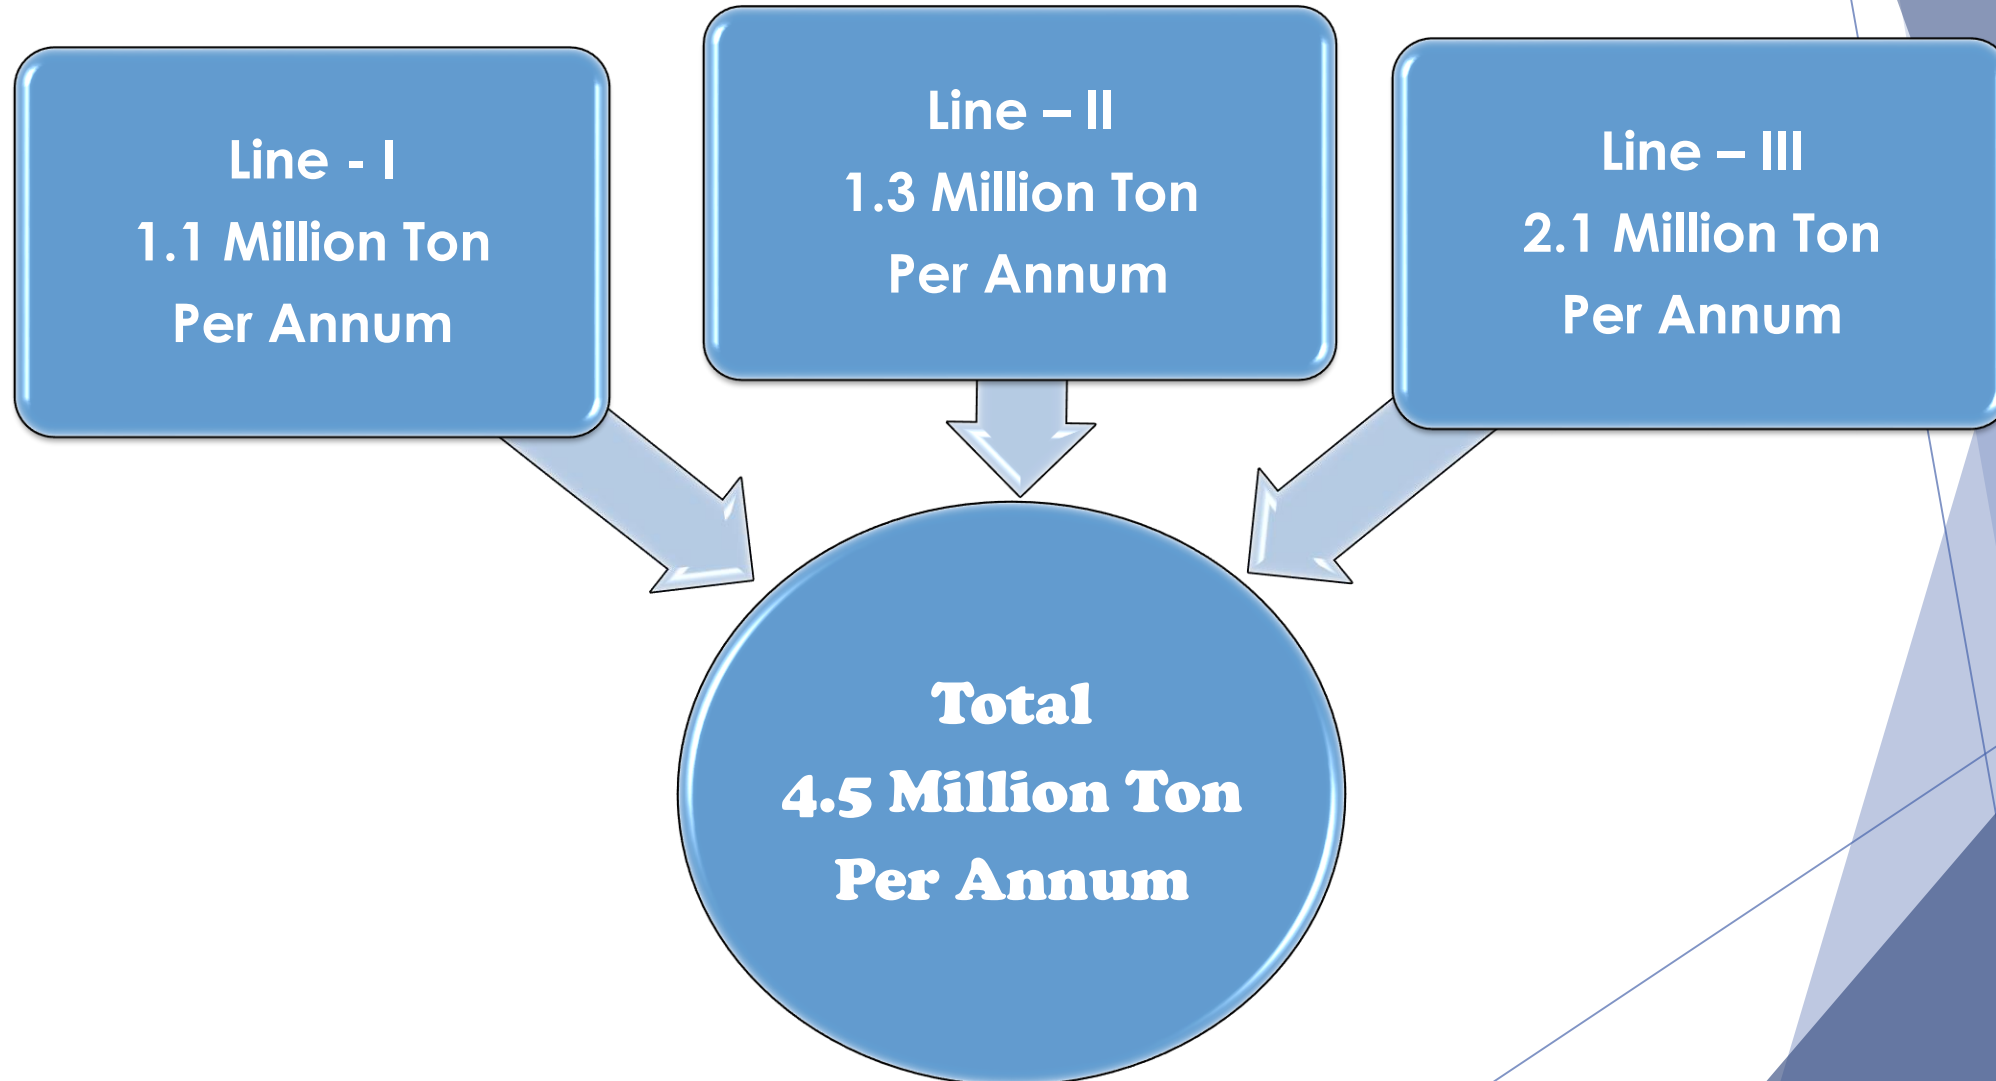 Line - I
1.1 Million Ton
Per Annum
Line – II
1.3 Million Ton
Per Annum
Line – III
2.1 Million Ton
Per Annum
Total
4.5 Million Ton
Per Annum